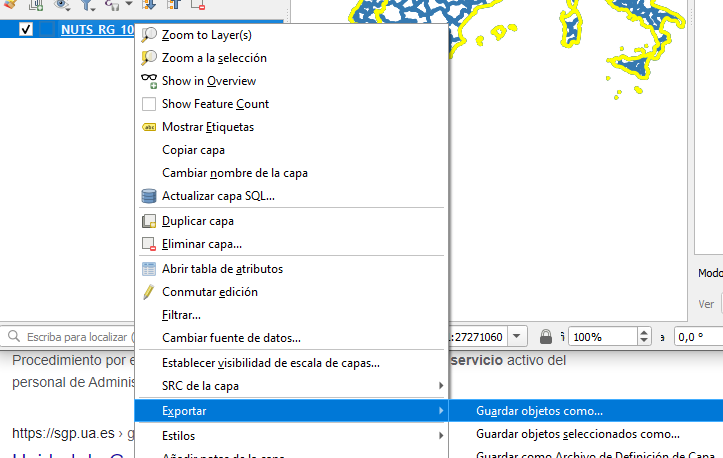 NUTS_RG_10
Zoom to Layer(s)
Zoom a la selección
Show in Overview
Show Feature Count
Mostrar Etiquetas
Copiar capa
Cambiar nombre de la capa
Actualizar capa SQL...
Duplicar capa
Eliminar capa...
Abrir tabla de atributos
Conmutar edición
Filtrar...
Cambiar fuente de datos...
Establecer visibilidad de escala de capas...
SRC de la capa
Exportar
Estilos
Añadir notas de la capa...
Guardar objetos como...
Guardar objetos seleccionados como...
Guardar como Archivo de Definición de Capa
Modo
Ver
Escriba para localizar (
:27271060
100%
0,0 °
Procedimiento por e
servicio activo del
personal de Adminis
https://sgp.ua.es › g